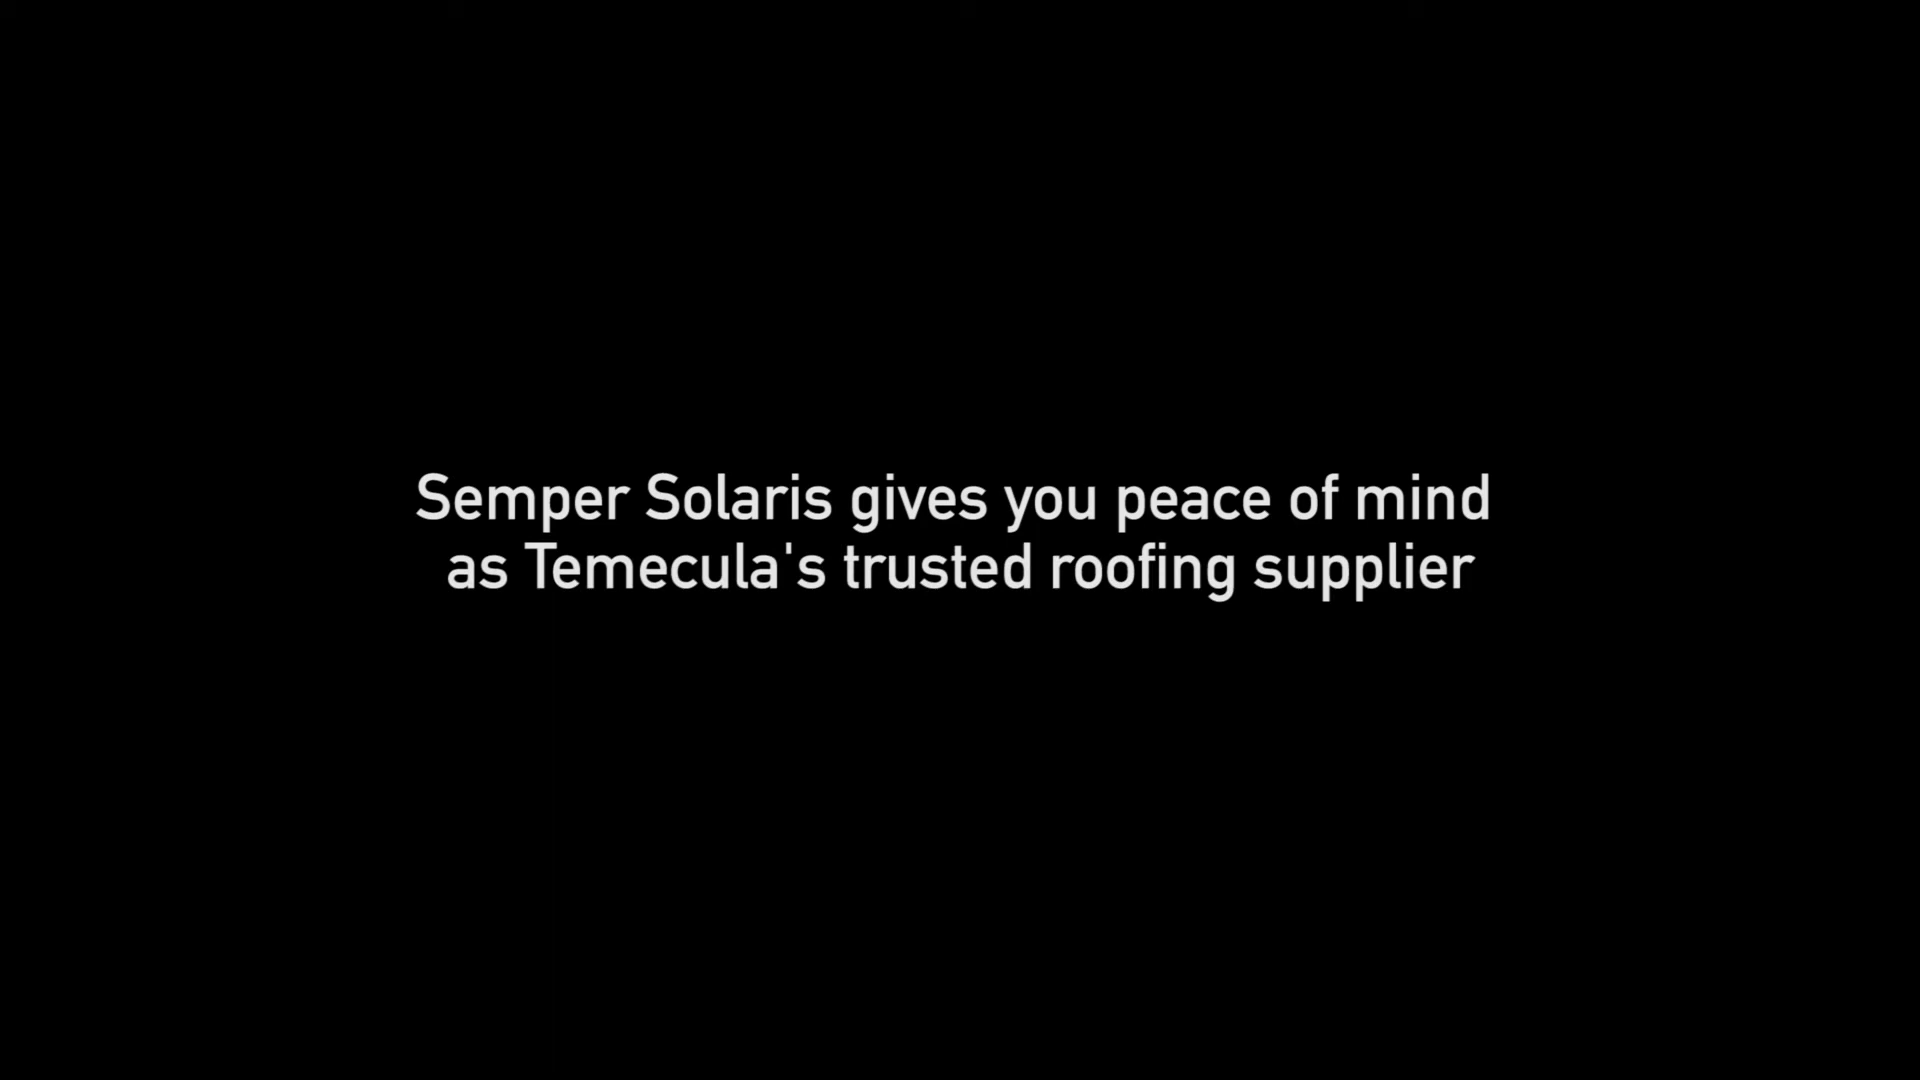 Semper Solaris gives you peace of mind
as Temecula's trusted roofing supplier